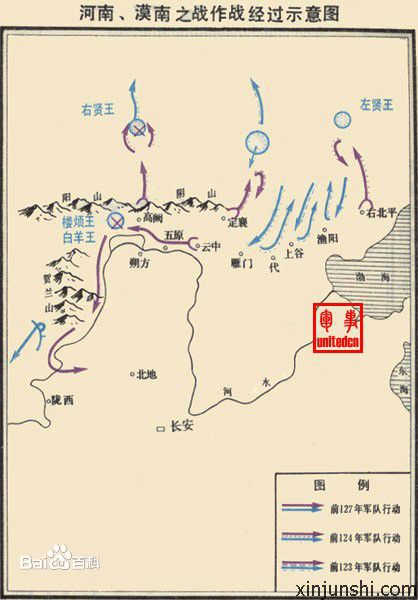 河南、漠南之战作战经过示意图
右贤王
左贤王
阳山
阴山
高阙
定襄
右北平
楼烦王
白羊王
五原
云中
渔阳
上谷
朔方
雁门
代
渤海
贺兰山
軍事
unitedcn
北地
河水
东海
陇西
长安
图例
前127年军队行动
前124年军队行动
前123年军队行动
Baidu百科
xinjunshi.com